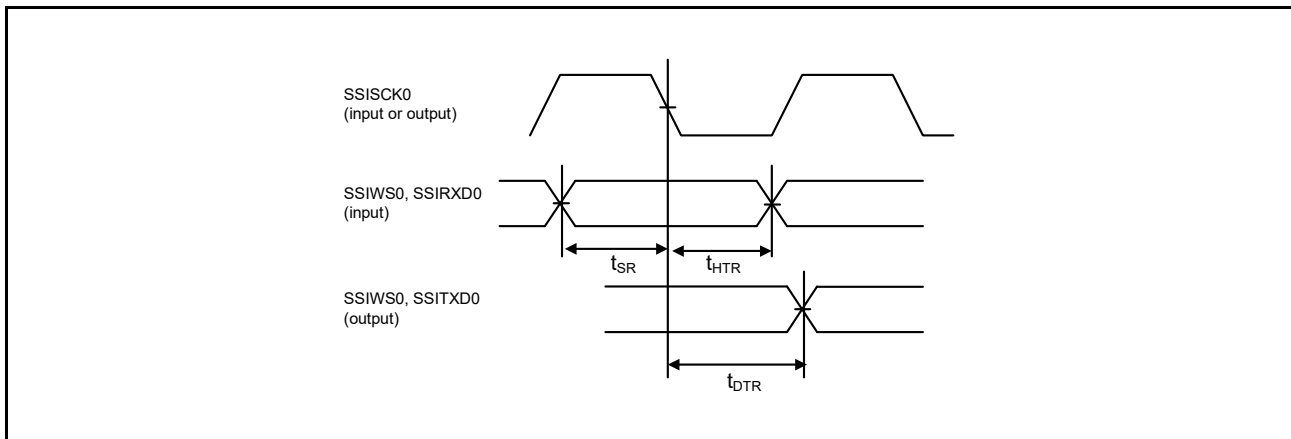 SSISCK0
(input or output)
SSIWS0, SSIRXD0
(input)
tSR
tHTR
SSIWS0, SSITXD0
(output)
tDTR